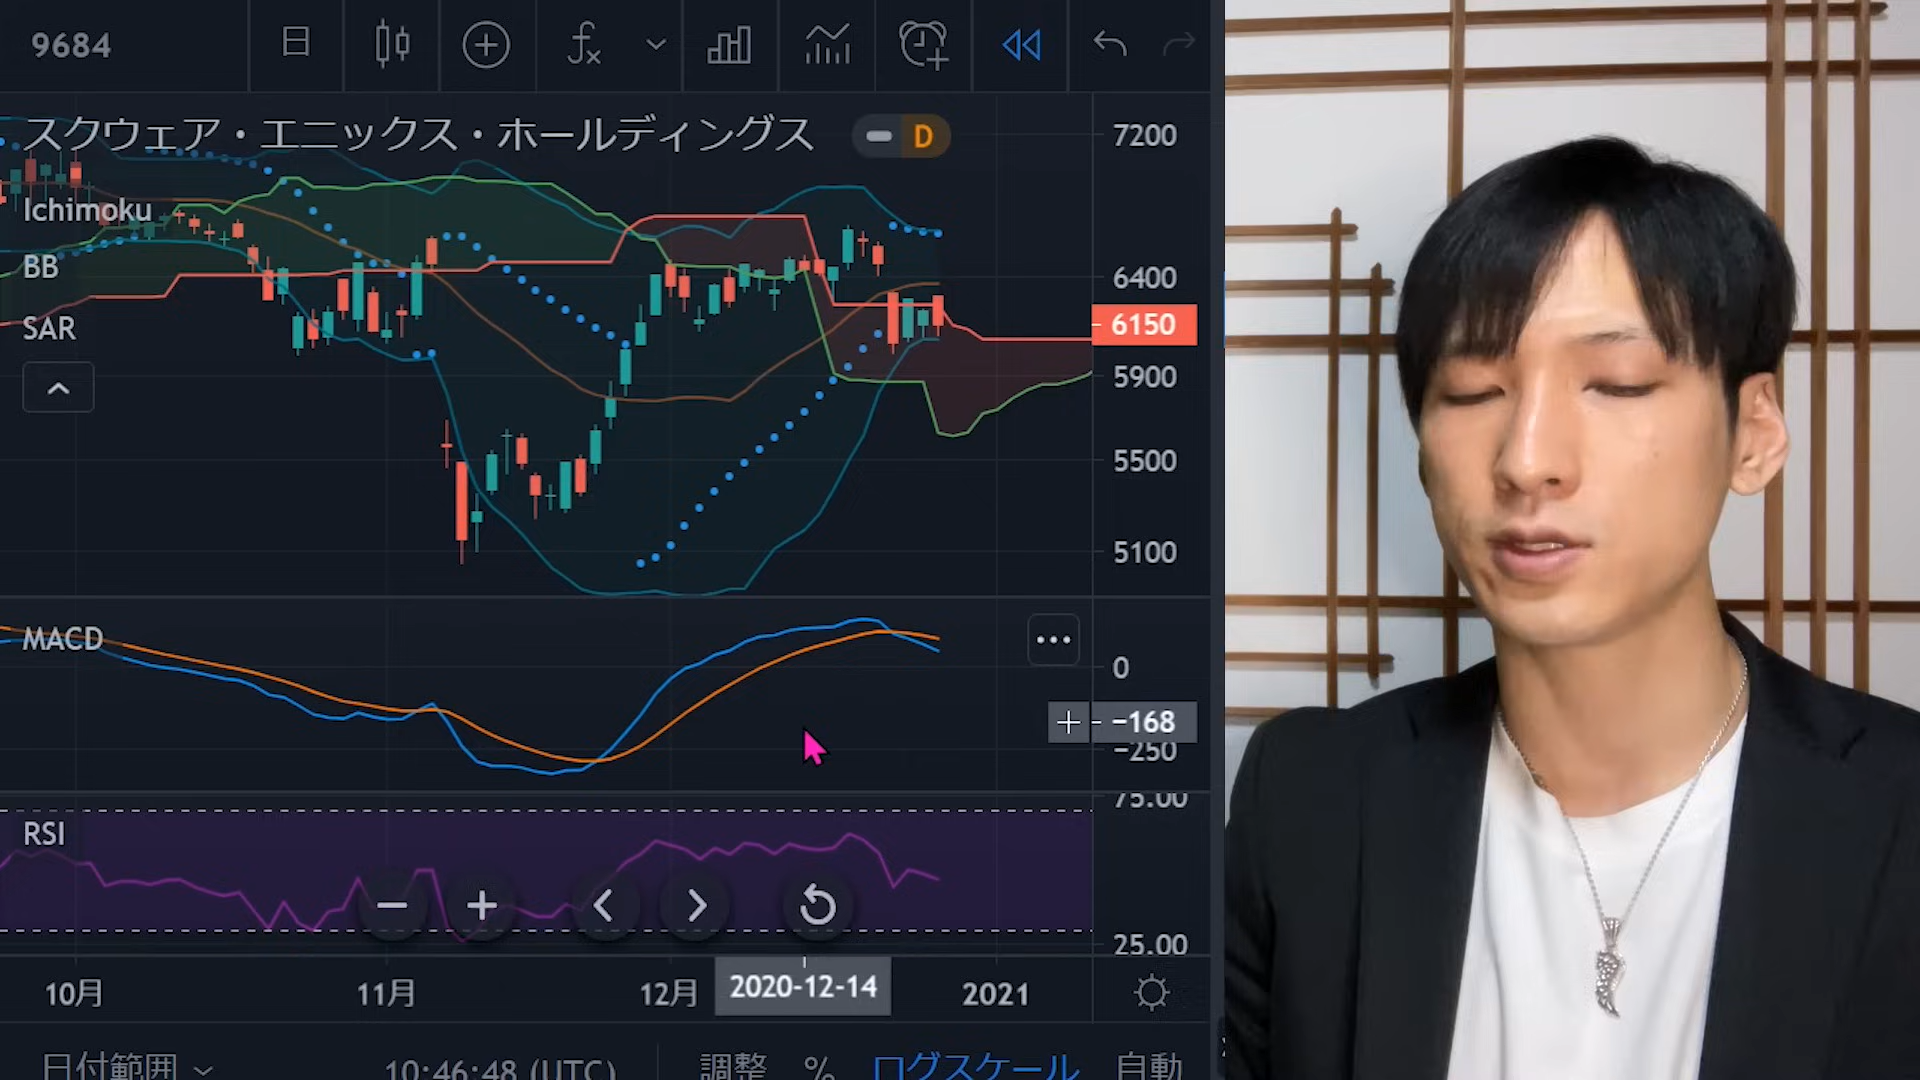 9684
スクウェア・エニックス・ホールディングス
D
7200
Ichimoku
BB
6400
SAR
6150
5900
5500
5100
MACD
0
−168
−250
75.00
RSI
25.00
10月
11月
12月
2020-12-14
2021
日付範囲
10:46:48 (UTC)
調整
%
ログスケール
自動